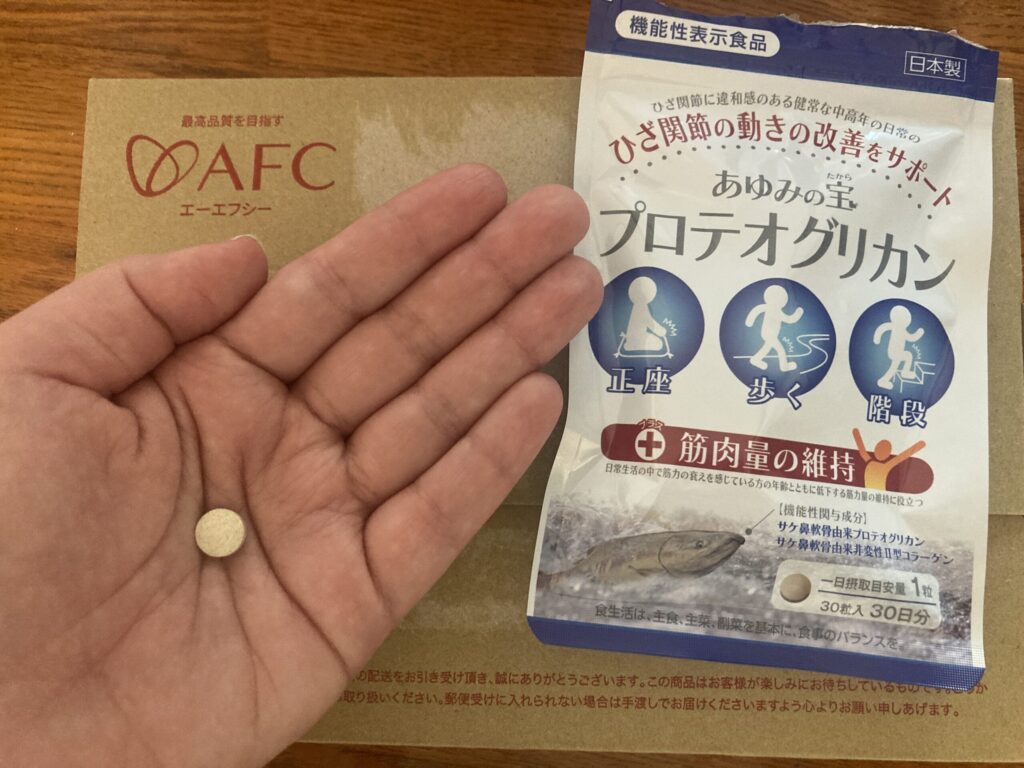 最高品質を目指す
AFC
エーエフシー
機能性表示食品
日本製
ひざ関節に違和感のある健常な中高年の日常の
ひざ関節の動きの改善をサポート
たから
あゆみの宝
プロテオグリカン
正座
歩く
階段
プラス
筋肉量の維持
日常生活の中で筋力の衰えを感じている方の年齢とともに低下する筋力量の維持に役立つ
【機能性関与成分】
サケ鼻軟骨由来プロテオグリカン
サケ鼻軟骨由来非変性II型コラーゲン
一日摂取目安量 1粒
30粒入 30日分
食生活は、主食、主菜、副菜を基本に、食事のバランスを。
の配送をお引き受け頂き、誠にありがとうございます。この商品はお客様が楽しみにお待ちしているものです。
取り扱いください。郵便受けに入れられない場合は手渡しでお届けくださいますよう心よりお願い申しあげます。